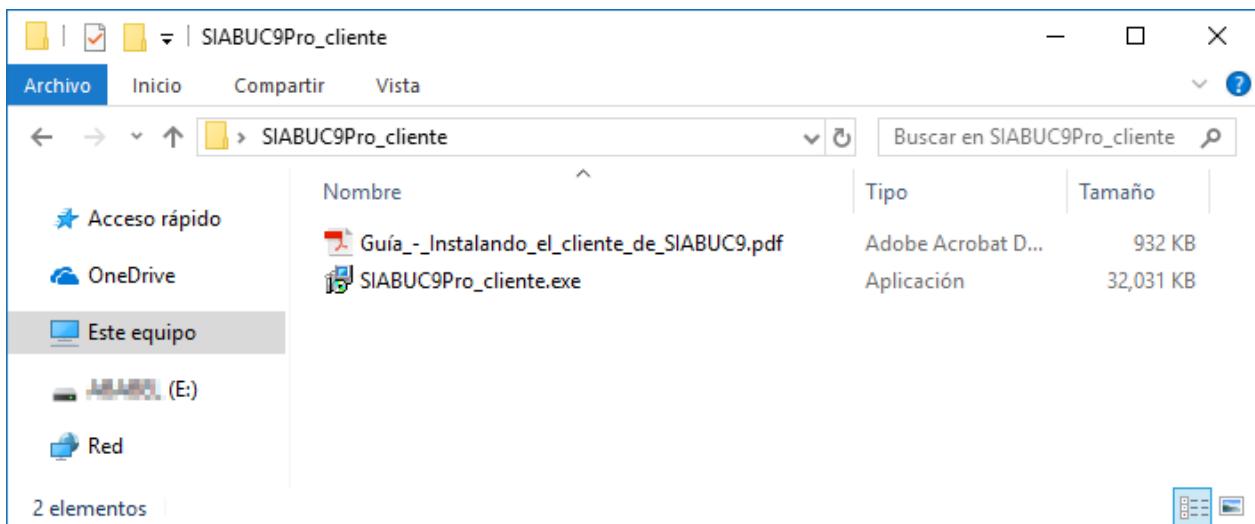 SIABUC9Pro_cliente
Archivo Inicio Compartir Vista
SIABUC9Pro_cliente Buscar en SIABUC9Pro_cliente
Nombre Tipo Tamaño
Acceso rápido
Guía_-_Instalando_el_cliente_de_SIABUC9.pdf Adobe Acrobat D... 932 KB
SIABUC9Pro_cliente.exe Aplicación 32,031 KB
OneDrive
Este equipo
(E:)
Red
2 elementos